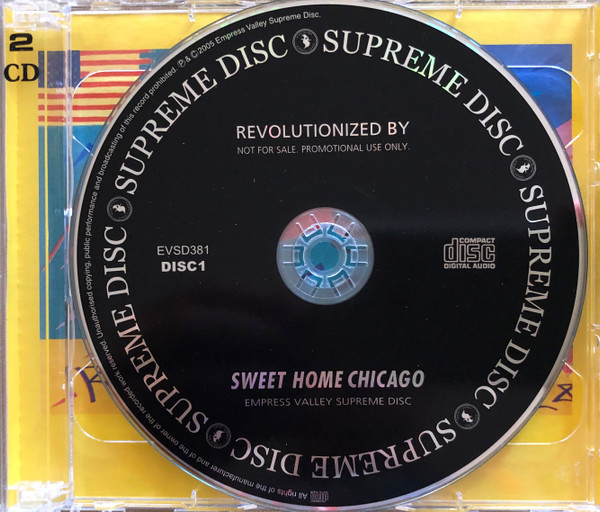 2
CD
SUPREME DISC
SUPREME DISC
SUPREME DISC
SUPREME DISC
SUPREME DISC
SUPREME DISC
All rights of the manufacturer and of the owner of the recorded work reserved. Unauthorised copying, public performance and broadcasting of this record prohibited. ℗ & © 2005 Empress Valley Supreme Disc.
REVOLUTIONIZED BY
NOT FOR SALE. PROMOTIONAL USE ONLY.
EVSD381
DISC1
COMPACT
disc
DIGITAL AUDIO
SWEET HOME CHICAGO
EMPRESS VALLEY SUPREME DISC